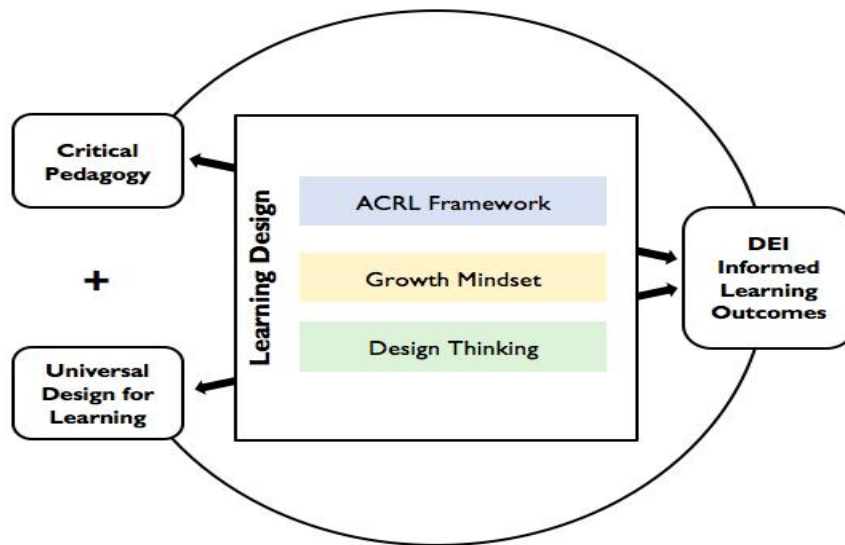 Critical
Pedagogy
+
Universal
Design for
Learning
Learning Design
ACRL Framework
Growth Mindset
Design Thinking
DEI
Informed
Learning
Outcomes